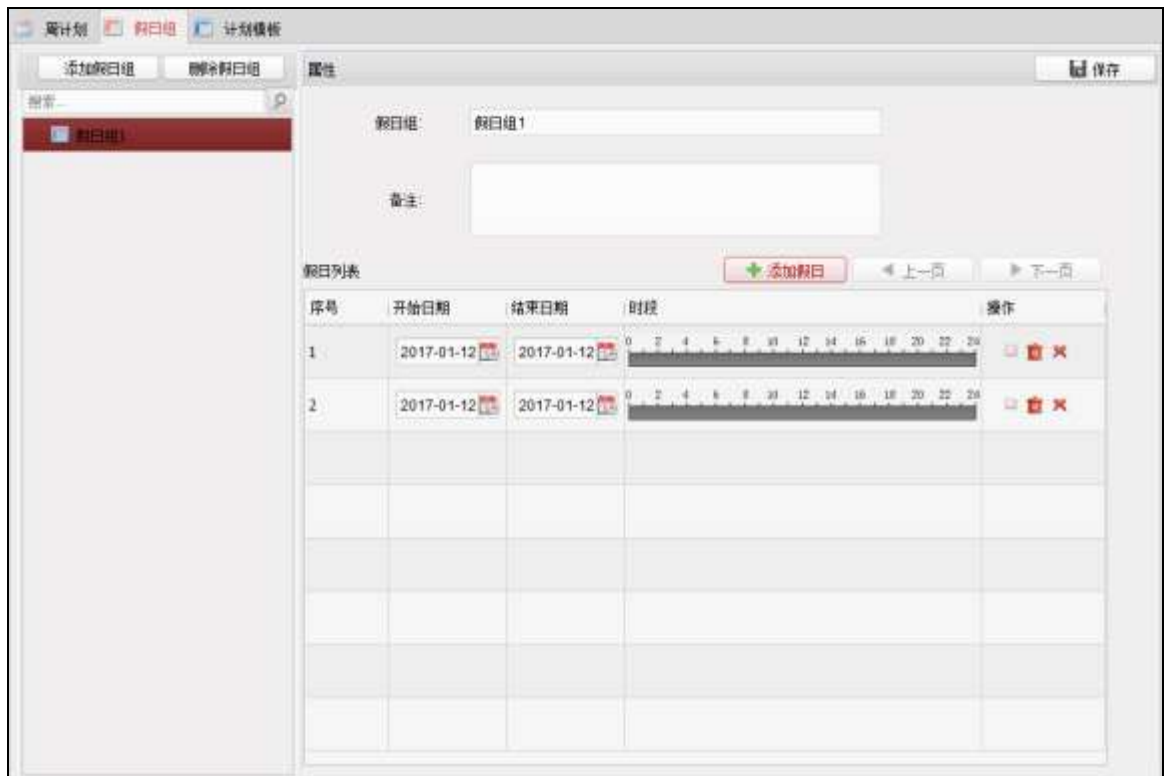 周计划 假日组 计划模板
添加假日组 删除假日组 属性 保存
搜索...
假日组1
假日组: 假日组1
备注:
假日列表 添加假日 上一页 下一页
序号 开始日期 结束日期 时段 操作
1 2017-01-12 2017-01-12 0 2 4 6 8 10 12 14 16 18 20 22 24
2 2017-01-12 2017-01-12 0 2 4 6 8 10 12 14 16 18 20 22 24